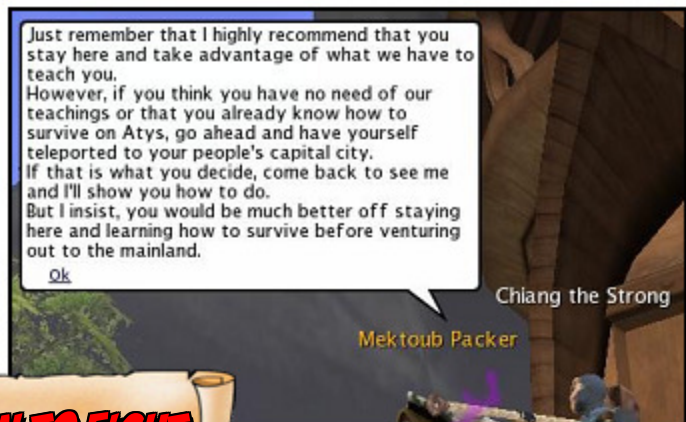 Just remember that I highly recommend that you
stay here and take advantage of what we have to
teach you.
However, if you think you have no need of our
teachings or that you already know how to
survive on Atys, go ahead and have yourself
teleported to your people's capital city.
If that is what you decide, come back to see me
and I'll show you how to do.
But I insist, you would be much better off staying
here and learning how to survive before venturing
out to the mainland.
Ok
Chiang the Strong
Mektoub Packer
TO FIGHT